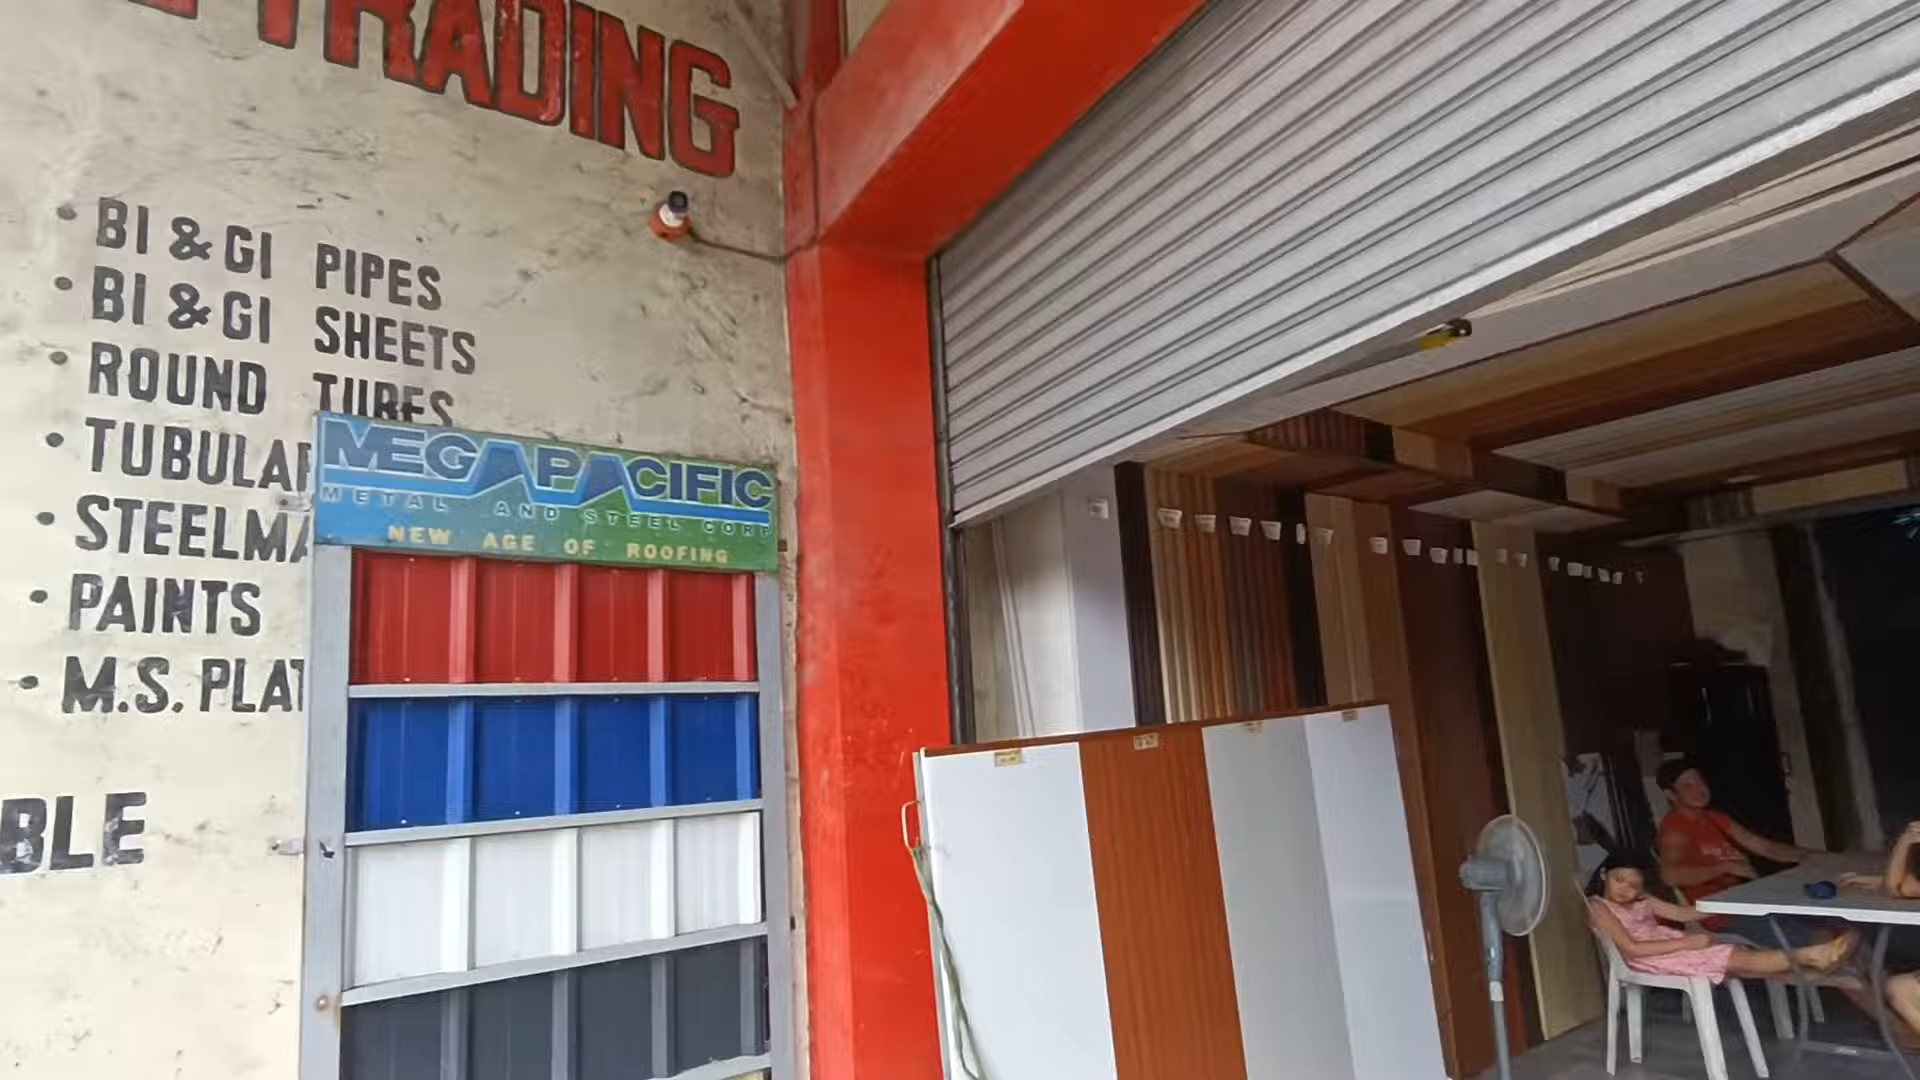 TRADING
• BI & GI PIPES
• BI & GI SHEETS
• ROUND TUBES
• TUBULAR
• STEELMA
• PAINTS
• M.S. PLAT
BLE
MEGAPACIFIC
METAL AND STEEL CORP
NEW AGE OF ROOFING